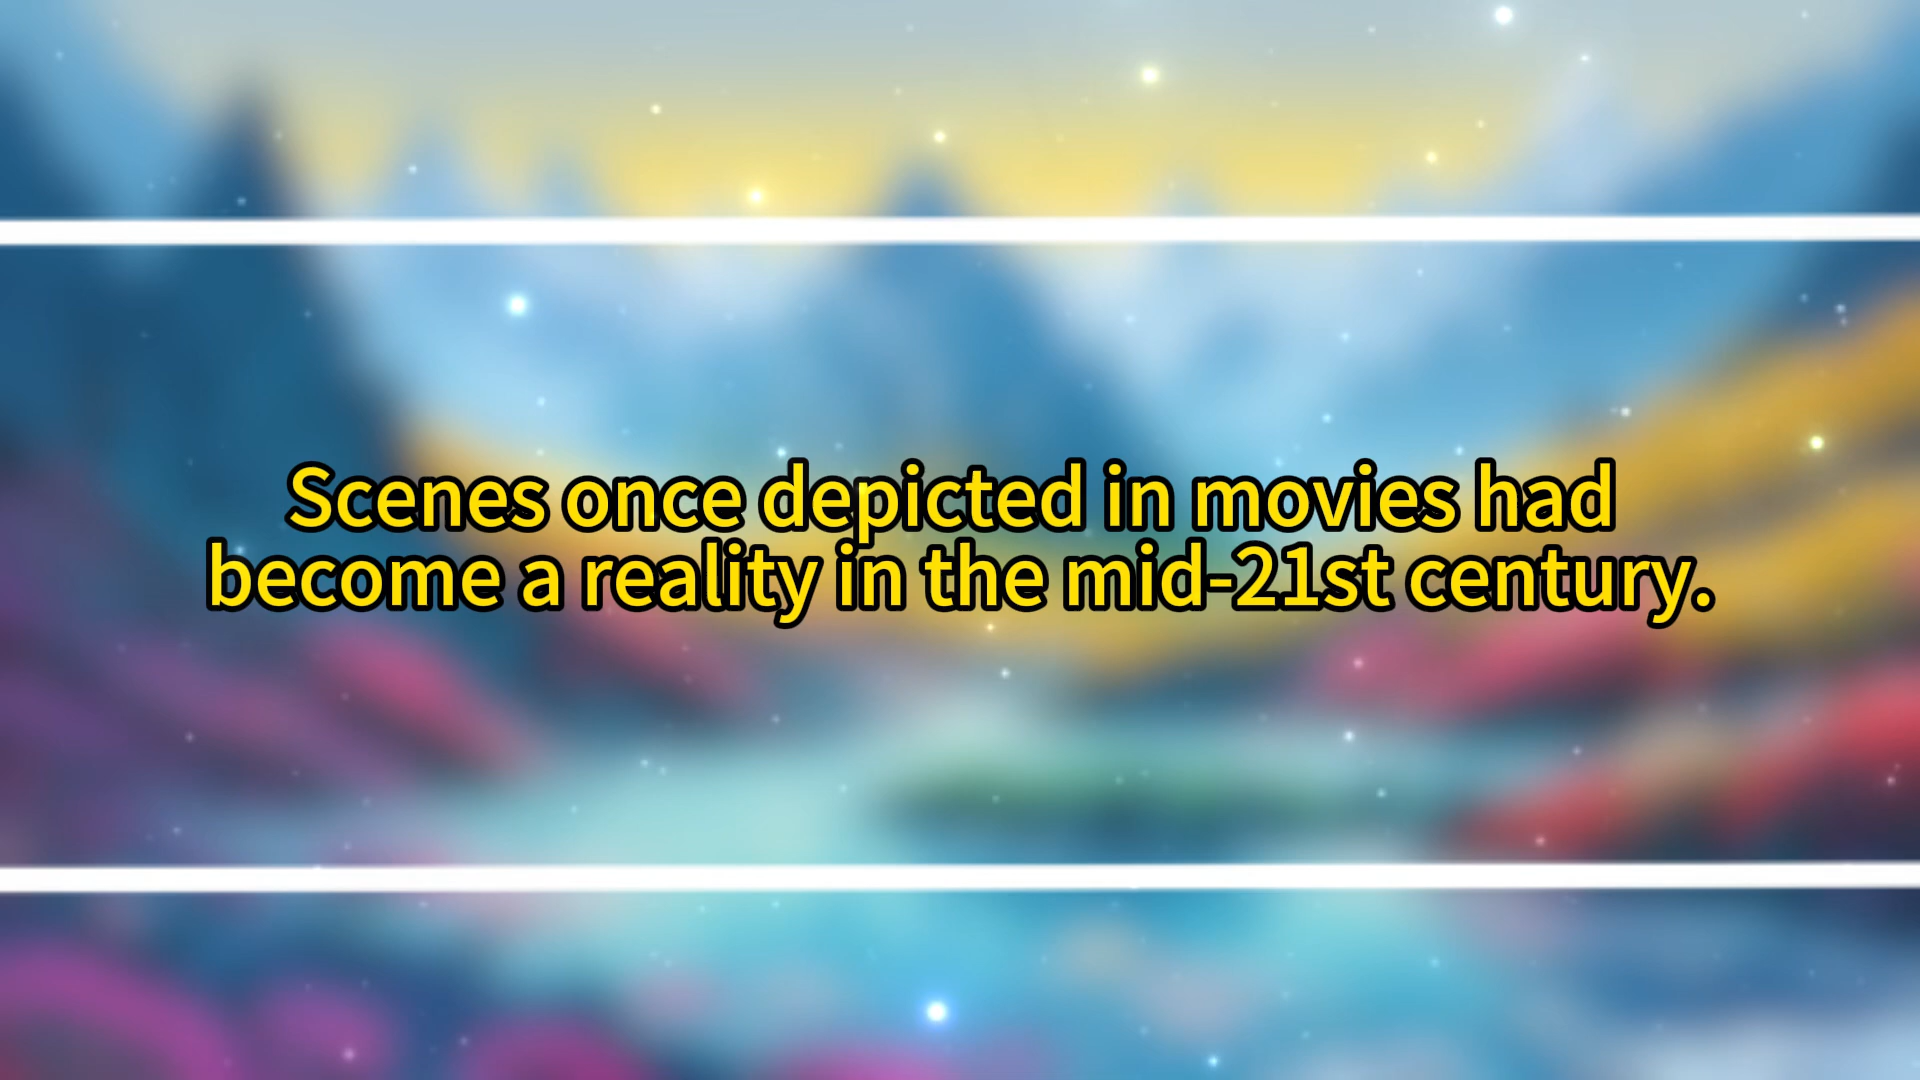 Scenes once depicted in movies had
become a reality in the mid-21st century.